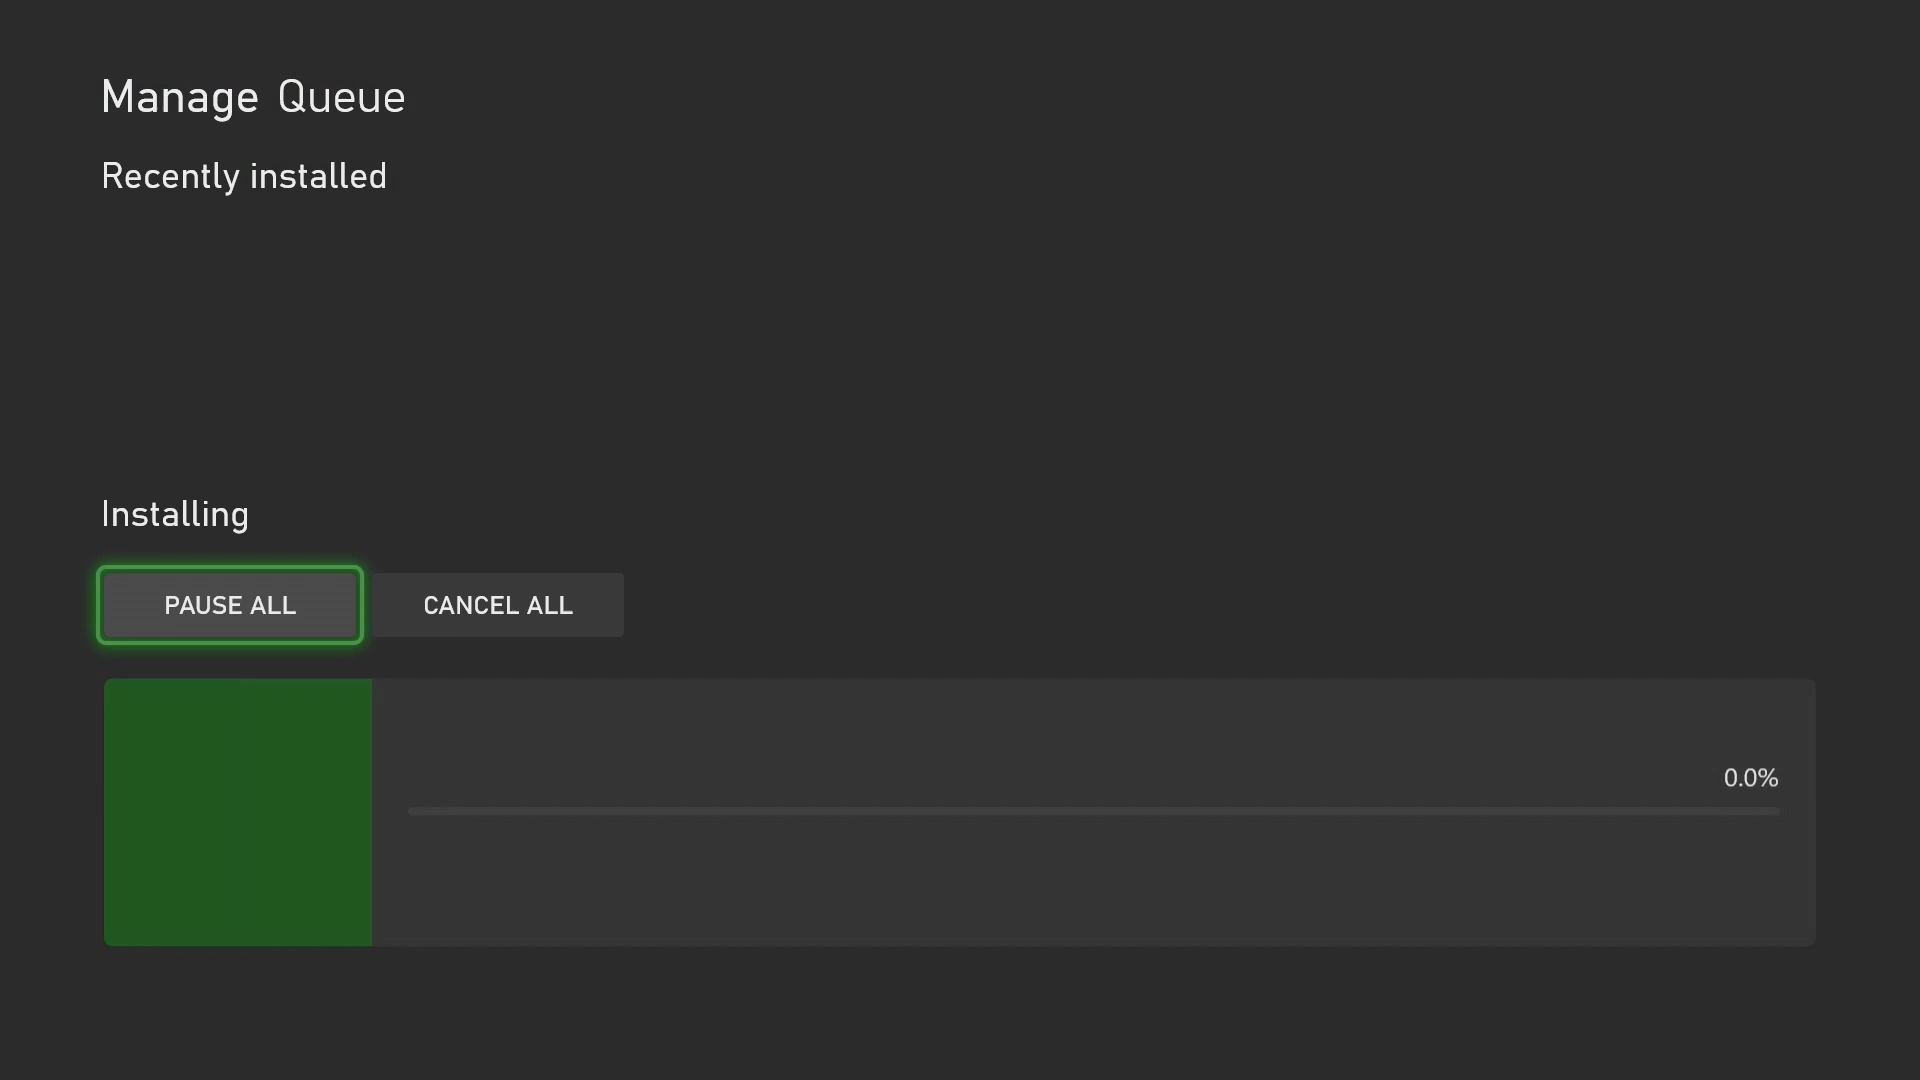 Manage Queue
Recently installed
Installing
PAUSE ALL
CANCEL ALL
0.0%